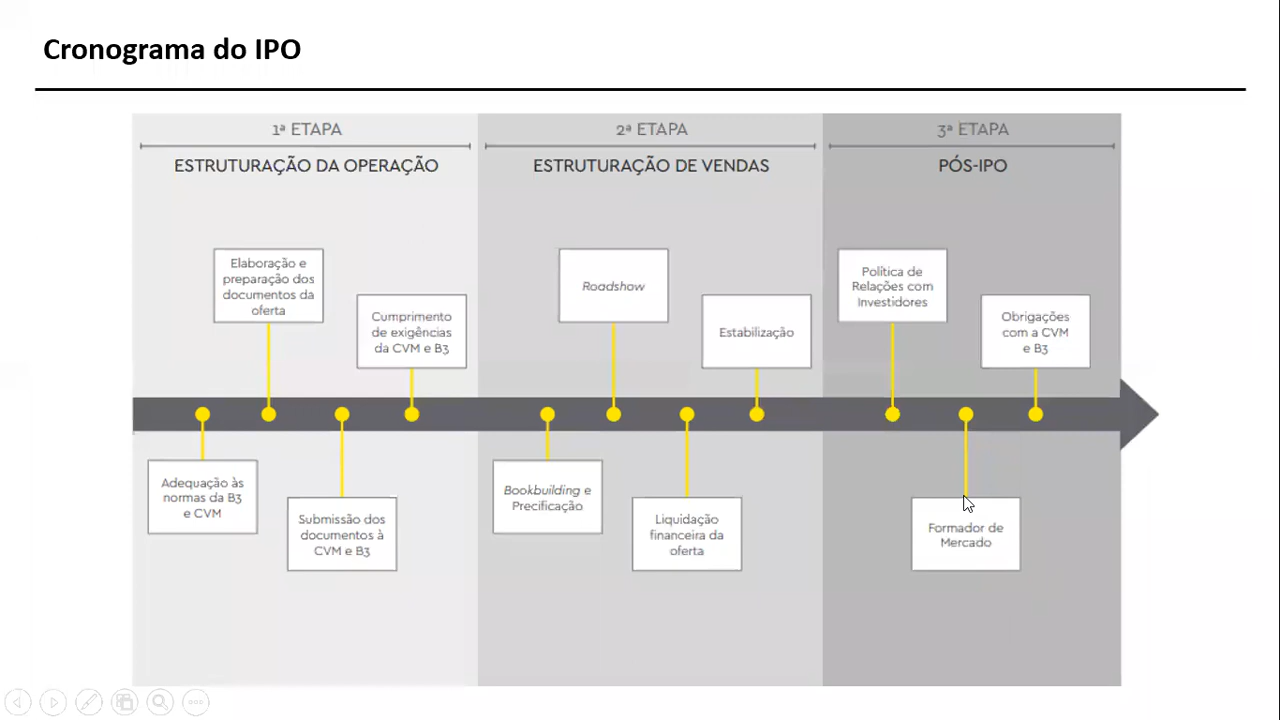 Cronograma do IPO
1ª ETAPA
ESTRUTURAÇÃO DA OPERAÇÃO
Elaboração e
preparação dos
documentos da
oferta
Cumprimento
de exigências
da CVM e B3
Adequação às
normas da B3
e CVM
Submissão dos
documentos à
CVM e B3
2ª ETAPA
ESTRUTURAÇÃO DE VENDAS
Roadshow
Estabilização
Bookbuilding e
Precificação
Liquidação
financeira da
oferta
3ª ETAPA
PÓS-IPO
Política de
Relações com
Investidores
Obrigações
com a CVM
e B3
Formador de
Mercado